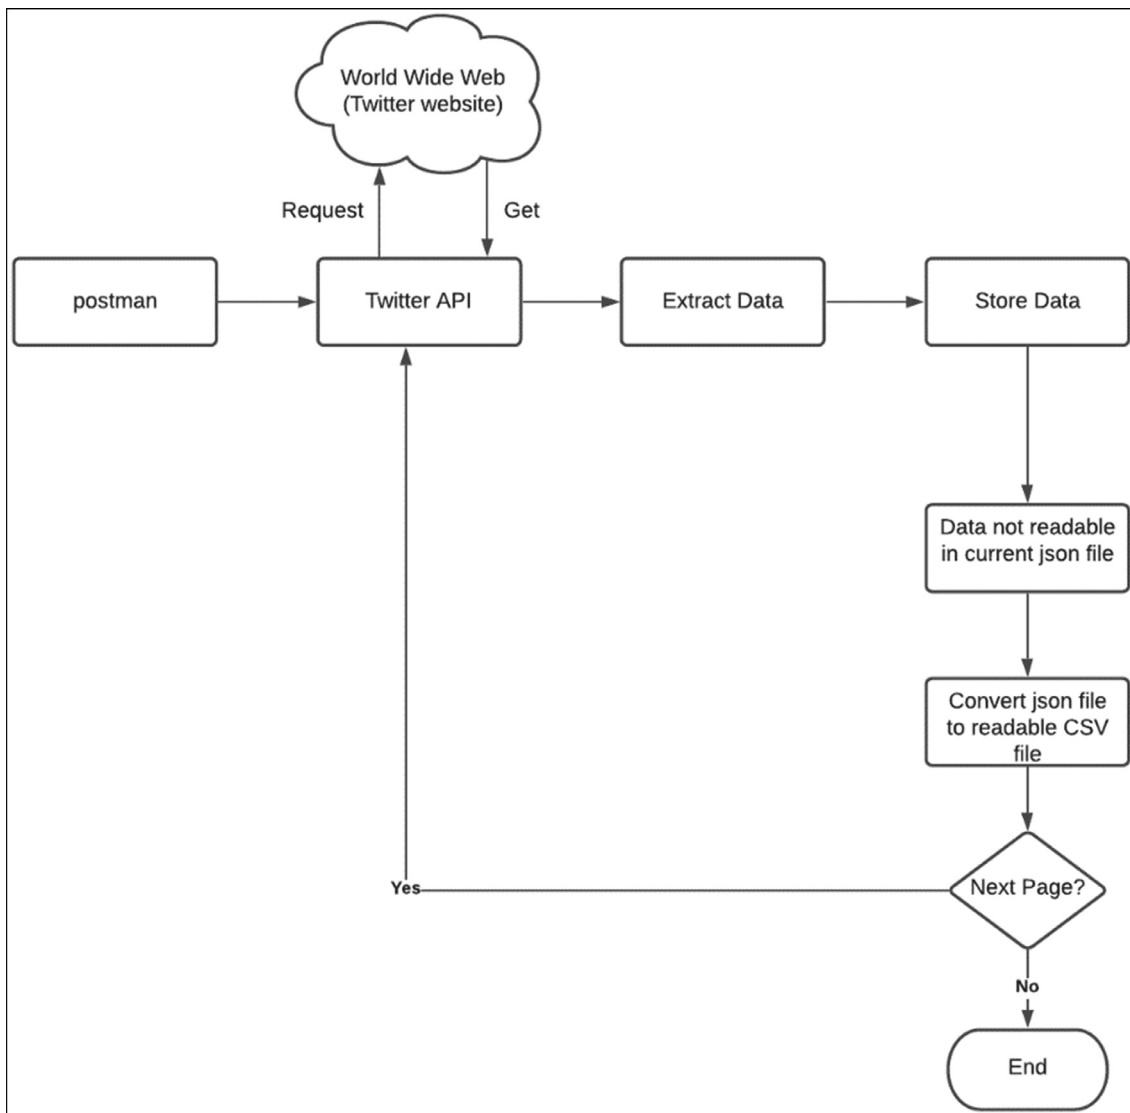 World Wide Web
(Twitter website)
Request
Get
postman
Twitter API
Extract Data
Store Data
Data not readable
in current json file
Convert json file
to readable CSV
file
Next Page?
Yes
No
End